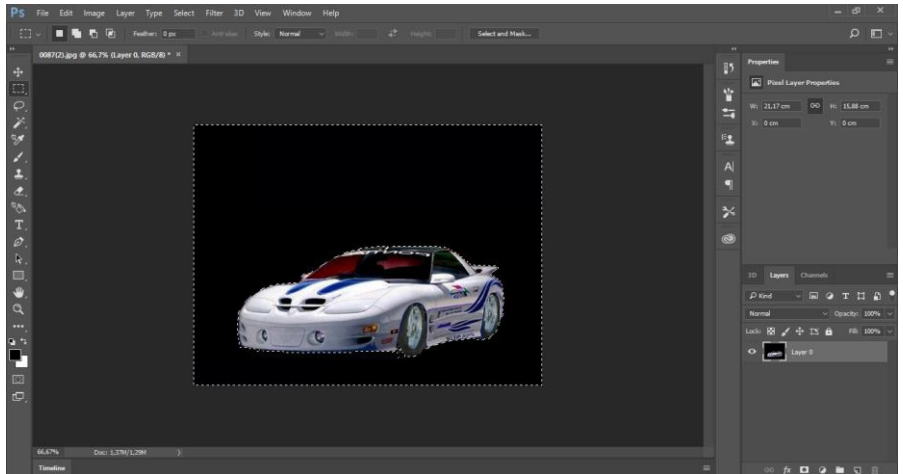 Ps File Edit Image Layer Type Select Filter 3D View Window Help
Feather: 0 px Anti-alias Style: Normal Width: Height: Select and Mask...
0087(2).jpg @ 66,7% (Layer 0, RGB/8) * ×
Properties
Pixel Layer Properties
W: 21,17 cm H: 15,88 cm
X: 0 cm Y: 0 cm
3D Layers Channels
Kind
Normal Opacity: 100%
Lock: Fill: 100%
Layer 0
66,67% Doc: 1,37M/1,29M
Timeline